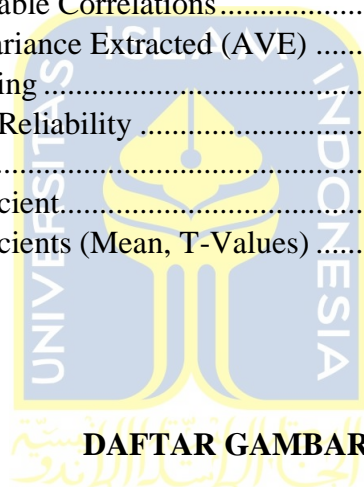 able Correlations..............
ariance Extracted (AVE) .......
ing ...........................
Reliability ...................
...............................
cient..........................
cients (Mean, T-Values) .......
DAFTAR GAMBAR
UNIVERSITAS
ISLAM
INDONESIA